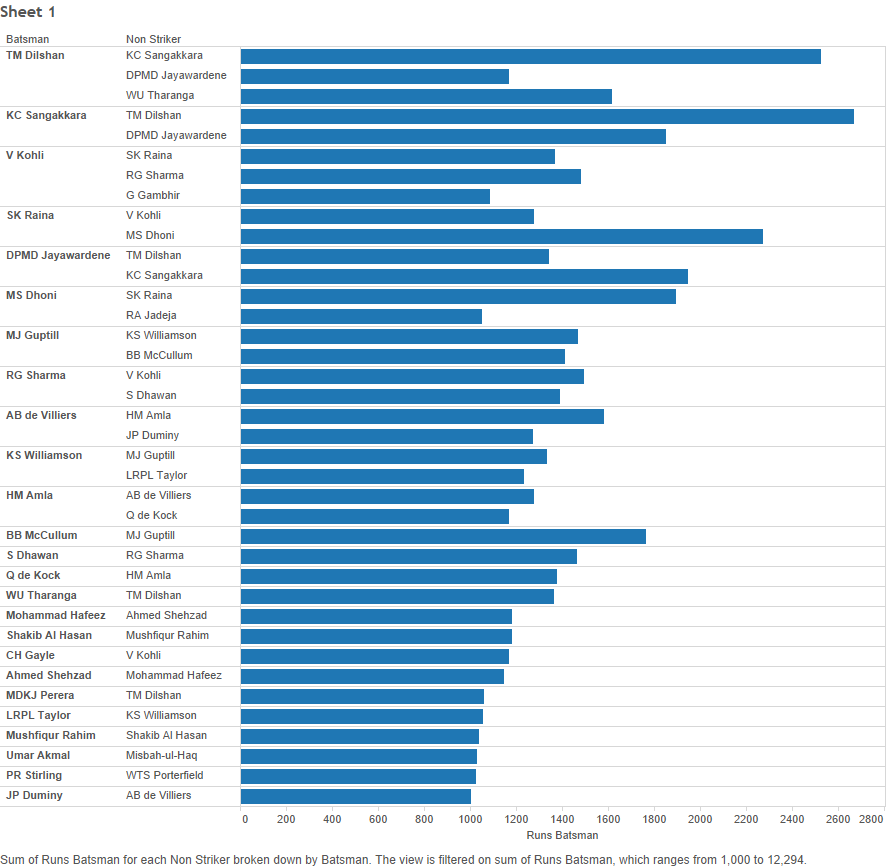 Sheet 1
Batsman Non Striker
TM Dilshan KC Sangakkara
DPMD Jayawardene
WU Tharanga
KC Sangakkara TM Dilshan
DPMD Jayawardene
V Kohli SK Raina
RG Sharma
G Gambhir
SK Raina V Kohli
MS Dhoni
DPMD Jayawardene TM Dilshan
KC Sangakkara
MS Dhoni SK Raina
RA Jadeja
MJ Guptill KS Williamson
BB McCullum
RG Sharma V Kohli
S Dhawan
AB de Villiers HM Amla
JP Duminy
KS Williamson MJ Guptill
LRPL Taylor
HM Amla AB de Villiers
Q de Kock
BB McCullum MJ Guptill
S Dhawan RG Sharma
Q de Kock HM Amla
WU Tharanga TM Dilshan
Mohammad Hafeez Ahmed Shehzad
Shakib Al Hasan Mushfiqur Rahim
CH Gayle V Kohli
Ahmed Shehzad Mohammad Hafeez
MDKJ Perera TM Dilshan
LRPL Taylor KS Williamson
Mushfiqur Rahim Shakib Al Hasan
Umar Akmal Misbah-ul-Haq
PR Stirling WTS Porterfield
JP Duminy AB de Villiers
0 200 400 600 800 1000 1200 1400 1600 1800 2000 2200 2400 2600 2800
Runs Batsman
Sum of Runs Batsman for each Non Striker broken down by Batsman. The view is filtered on sum of Runs Batsman, which ranges from 1,000 to 12,294.